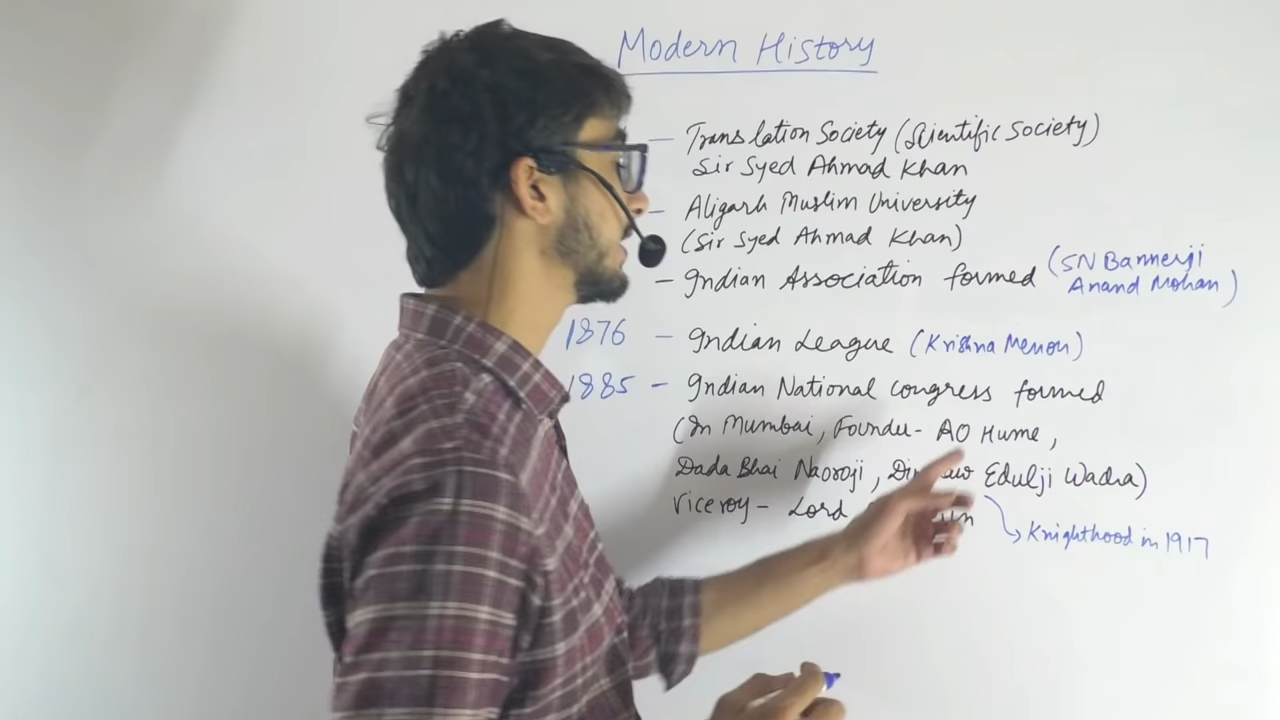 Modern History
— Translation Society (Scientific Society)
Sir Syed Ahmad Khan
— Aligarh Muslim University
(Sir Syed Ahmad Khan)
— Indian Association formed (SN Bannerji
Anand Mohan)
1876 — Indian League (Krishna Menon)
1885 — Indian National congress formed
(In Mumbai, Founder- AO Hume,
Dada Bhai Naoroji, Edulji Wadia)
Viceroy - Lord
Knighthood in 1917